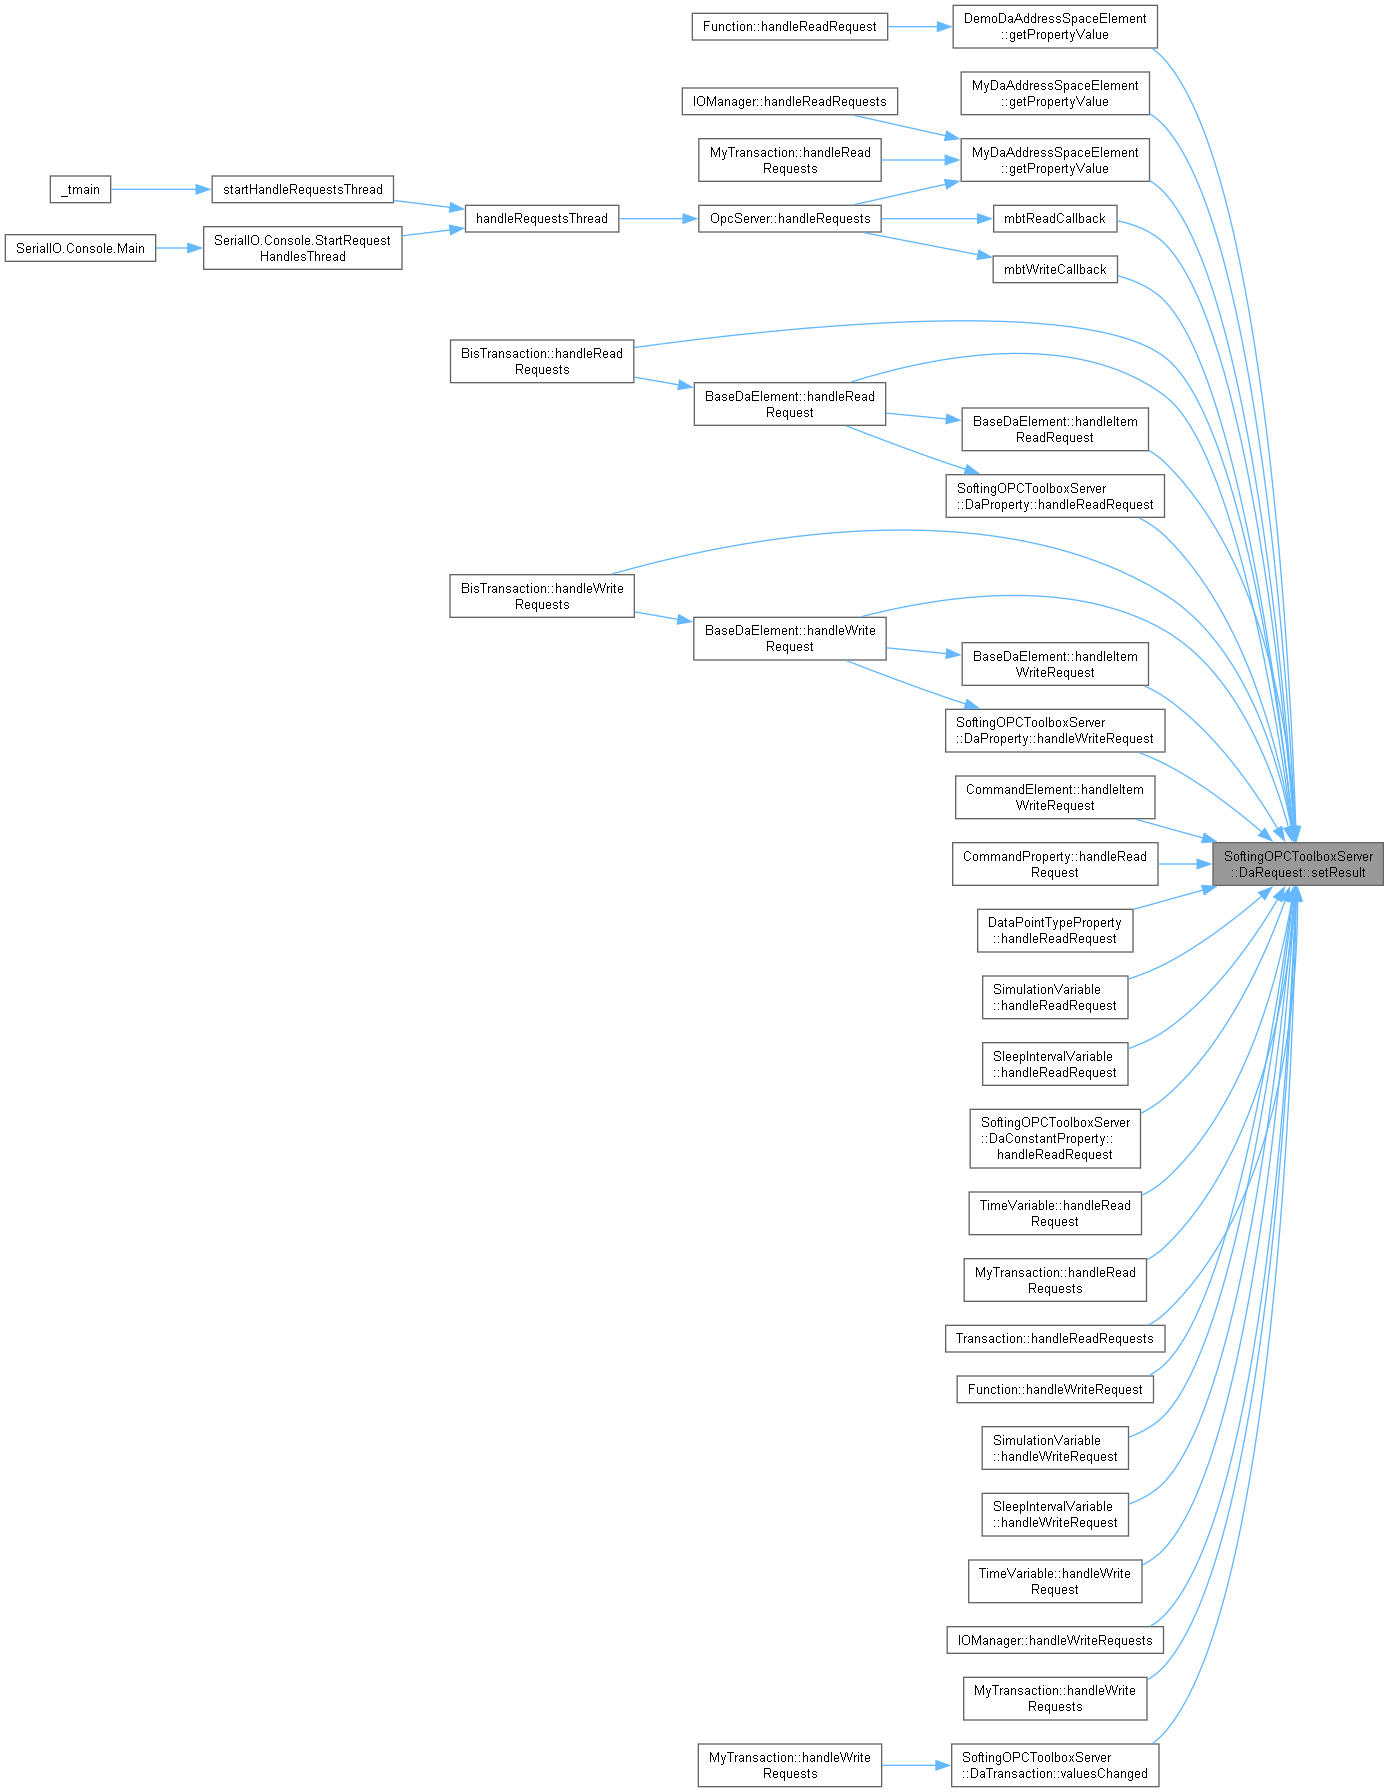 Function::handleReadRequest
DemoDaAddressSpaceElement
::getPropertyValue
MyDaAddressSpaceElement
::getPropertyValue
IOManager::handleReadRequests
MyTransaction::handleRead
Requests
MyDaAddressSpaceElement
::getPropertyValue
_tmain
startHandleRequestsThread
handleRequestsThread
OpcServer::handleRequests
mbtReadCallback
SerialIO.Console.Main
SerialIO.Console.StartRequest
HandlesThread
mbtWriteCallback
BisTransaction::handleRead
Requests
BaseDaElement::handleRead
Request
BaseDaElement::handleItem
ReadRequest
SoftingOPCToolboxServer
::DaProperty::handleReadRequest
BisTransaction::handleWrite
Requests
BaseDaElement::handleWrite
Request
BaseDaElement::handleItem
WriteRequest
SoftingOPCToolboxServer
::DaProperty::handleWriteRequest
CommandElement::handleItem
WriteRequest
CommandProperty::handleRead
Request
SoftingOPCToolboxServer
::DaRequest::setResult
DataPointTypeProperty
::handleReadRequest
SimulationVariable
::handleReadRequest
SleepIntervalVariable
::handleReadRequest
SoftingOPCToolboxServer
::DaConstantProperty::
handleReadRequest
TimeVariable::handleRead
Request
MyTransaction::handleRead
Requests
Transaction::handleReadRequests
Function::handleWriteRequest
SimulationVariable
::handleWriteRequest
SleepIntervalVariable
::handleWriteRequest
TimeVariable::handleWrite
Request
IOManager::handleWriteRequests
MyTransaction::handleWrite
Requests
MyTransaction::handleWrite
Requests
SoftingOPCToolboxServer
::DaTransaction::valuesChanged